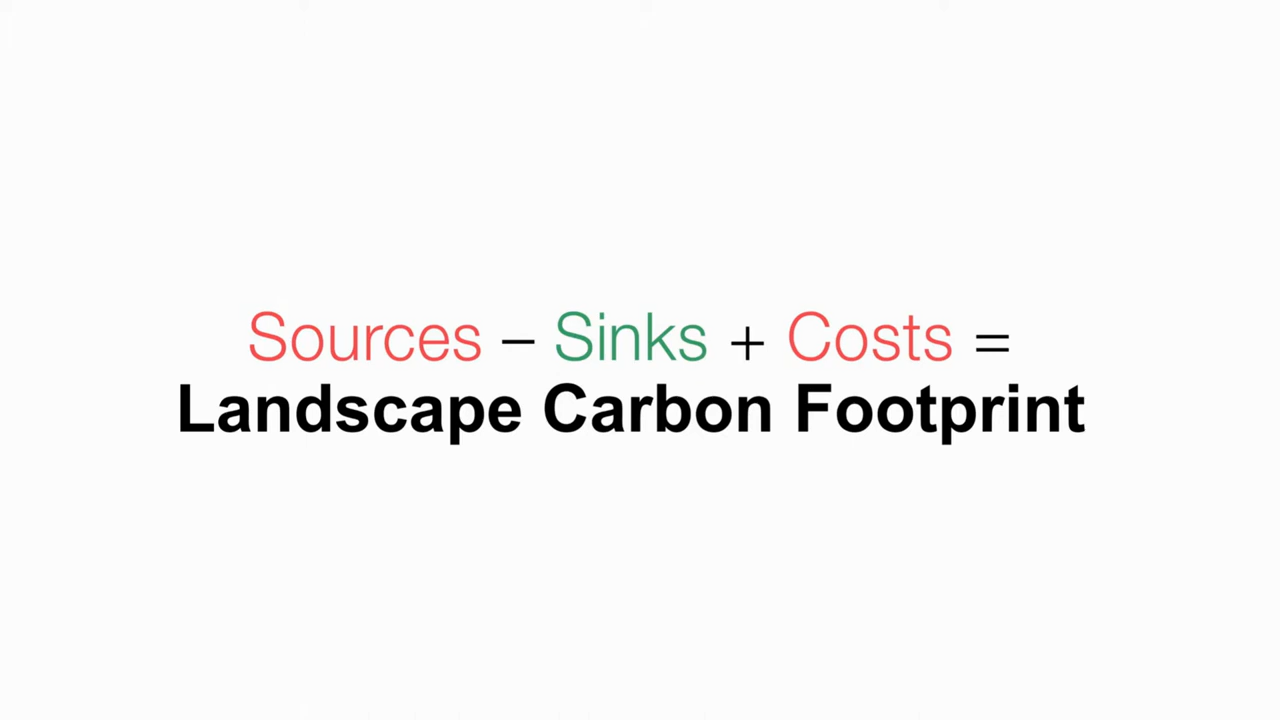 Sources – Sinks + Costs =
Landscape Carbon Footprint